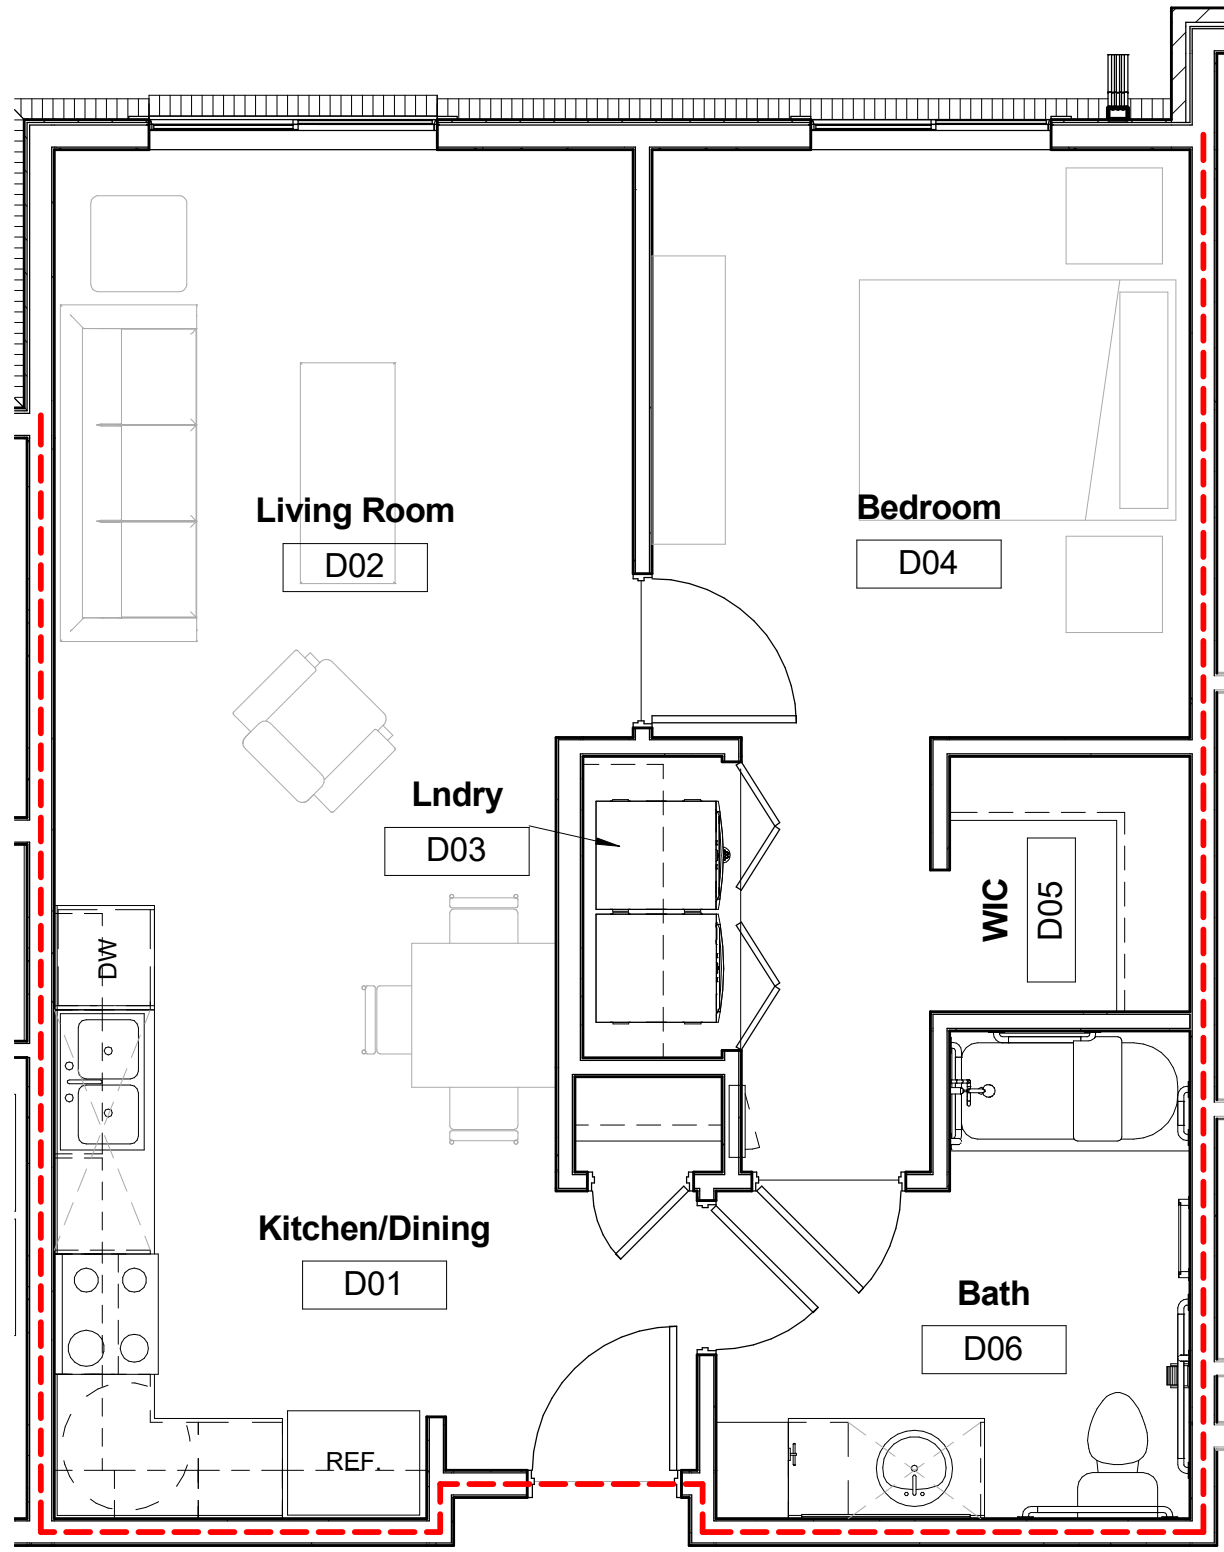 Living Room
D02
Bedroom
D04
Lndry
D03
WIC
D05
DW
Kitchen/Dining
D01
Bath
D06
REF.